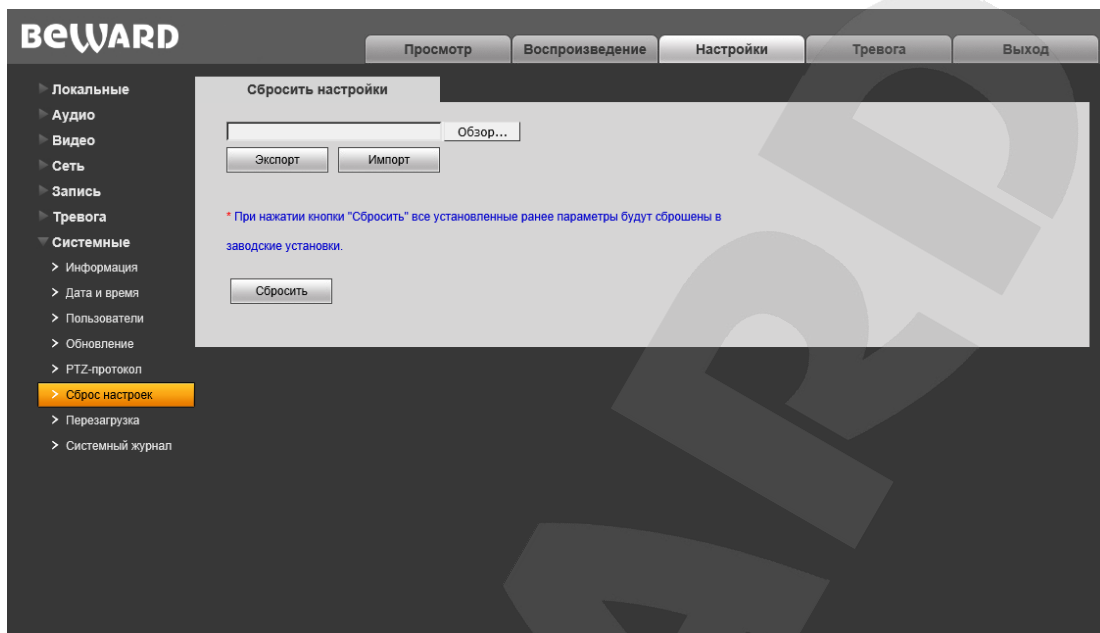 BEWARD
Просмотр Воспроизведение Настройки Тревога Выход
Локальные
Аудио
Видео
Сеть
Запись
Тревога
Системные
> Информация
> Дата и время
> Пользователи
> Обновление
> PTZ-протокол
> Сброс настроек
> Перезагрузка
> Системный журнал
Сбросить настройки
Обзор...
Экспорт Импорт
* При нажатии кнопки "Сбросить" все установленные ранее параметры будут сброшены в
заводские установки.
Сбросить